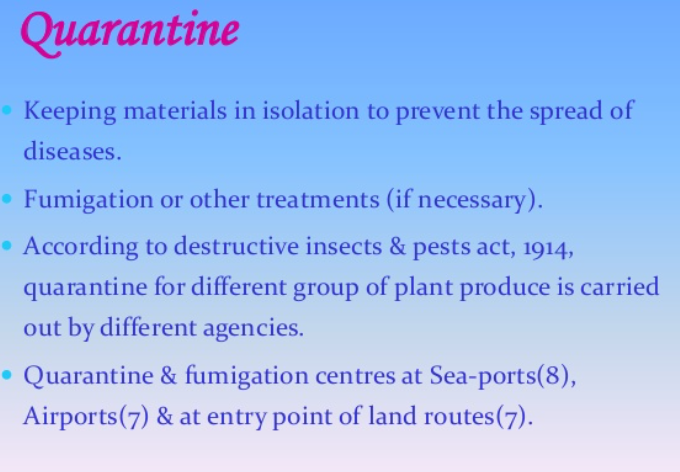 Quarantine
• Keeping materials in isolation to prevent the spread of
diseases.
• Fumigation or other treatments (if necessary).
• According to destructive insects & pests act, 1914,
quarantine for different group of plant produce is carried
out by different agencies.
• Quarantine & fumigation centres at Sea-ports(8),
Airports(7) & at entry point of land routes(7).